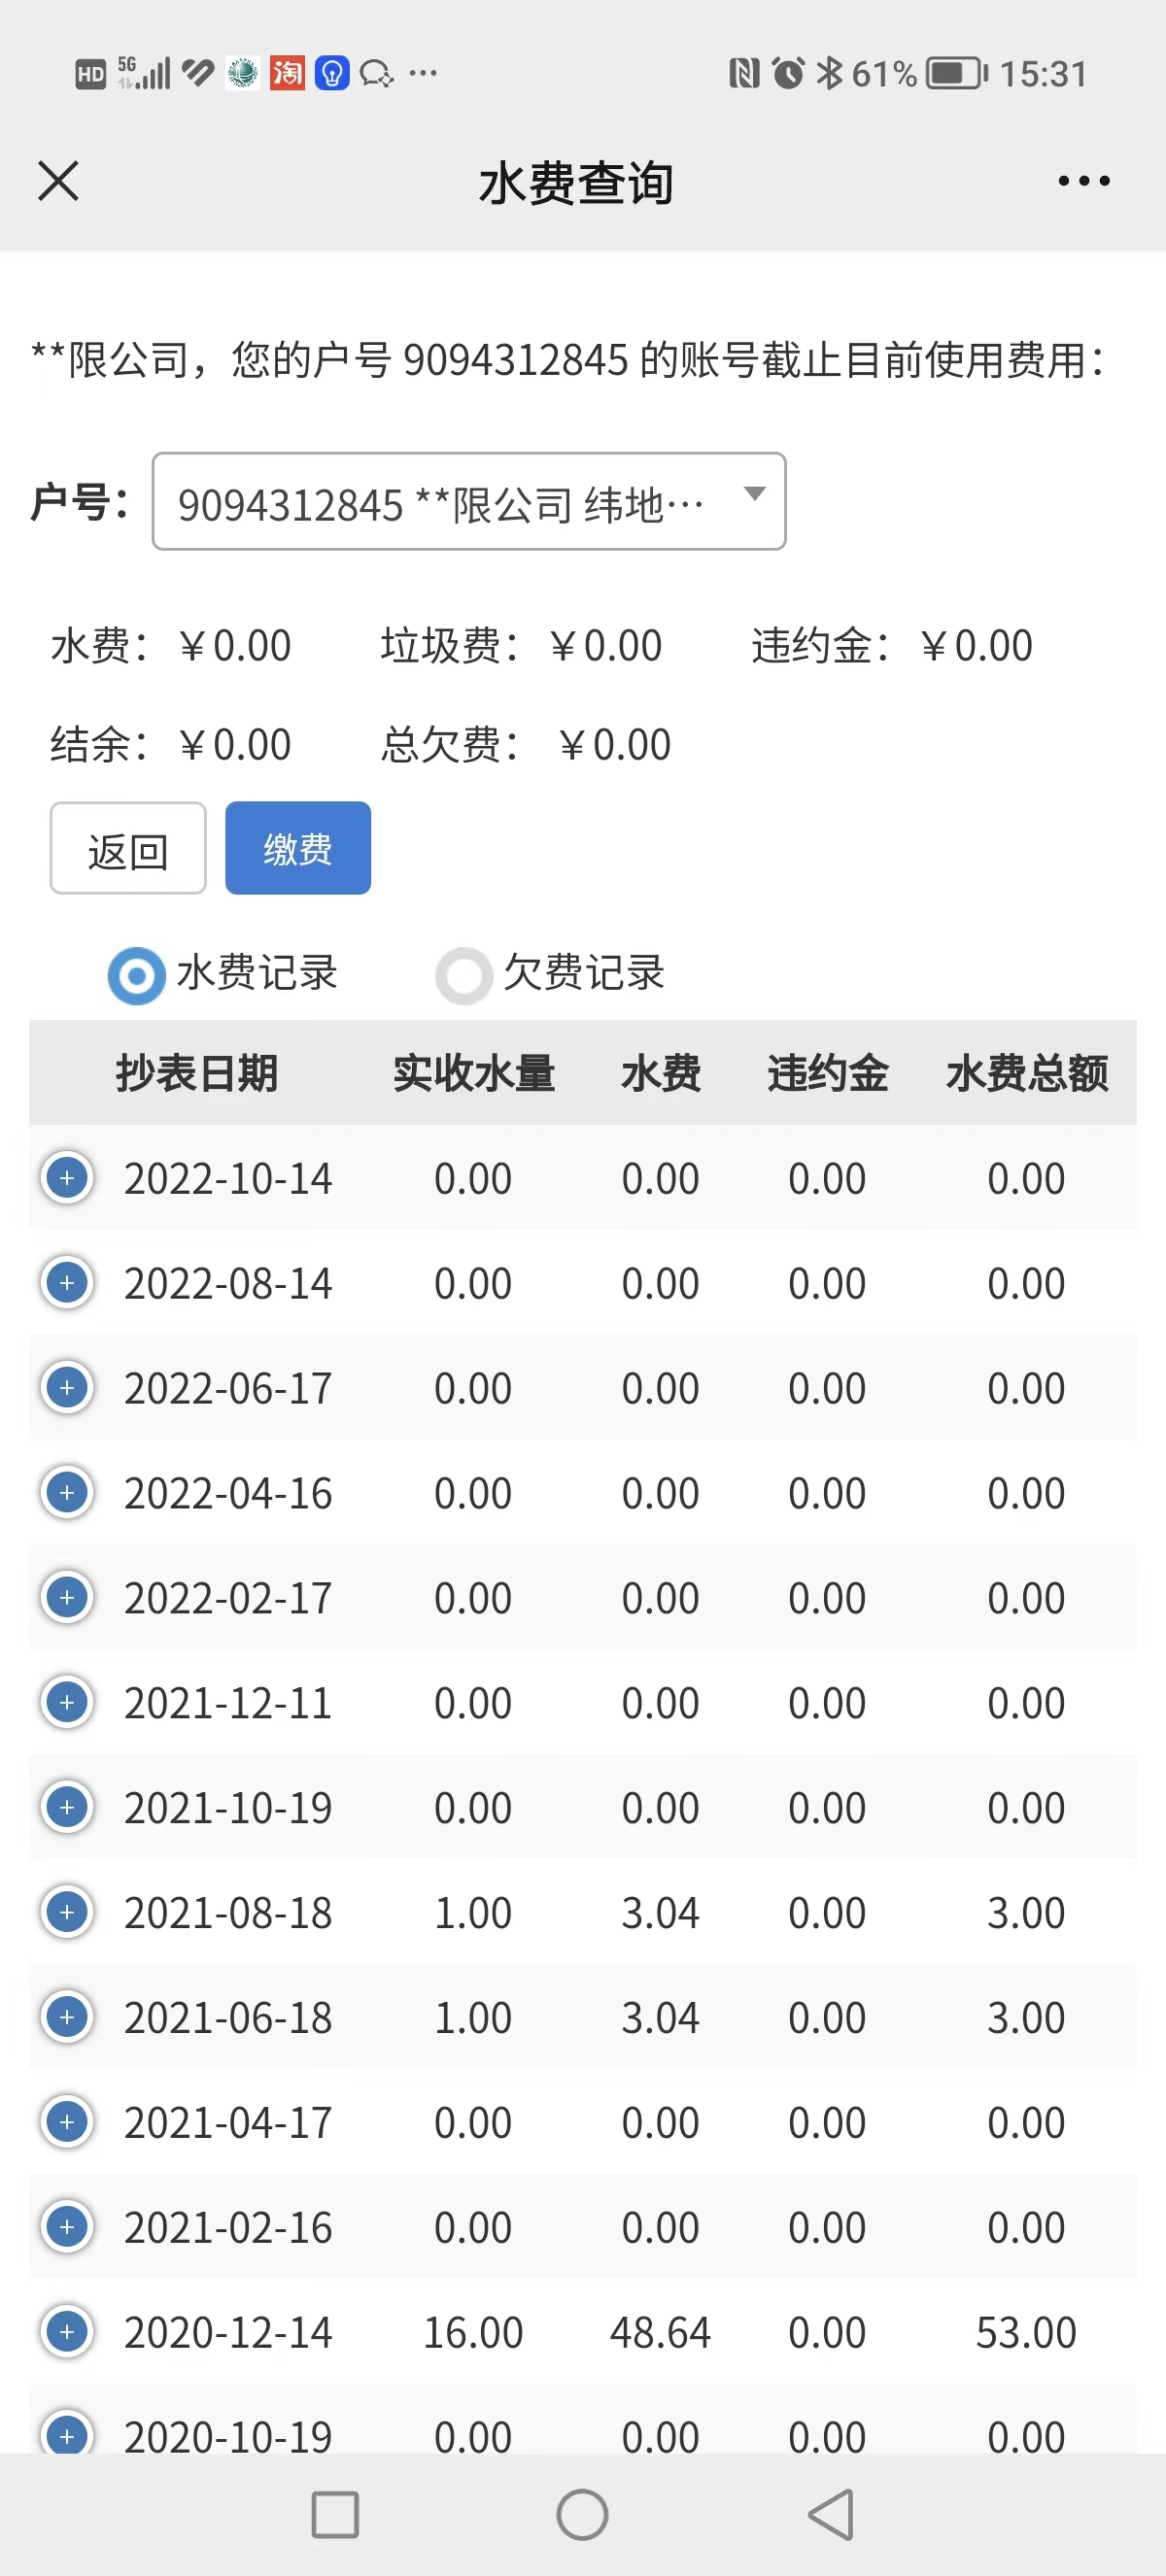 HD 5G 淘 ... 61% 15:31
水费查询
**限公司，您的户号 9094312845 的账号截止目前使用费用：
户号： 9094312845 **限公司 纬地…
水费：￥0.00 垃圾费：￥0.00 违约金：￥0.00
结余：￥0.00 总欠费： ￥0.00
返回 缴费
水费记录 欠费记录
抄表日期 实收水量 水费 违约金 水费总额
2022-10-14 0.00 0.00 0.00 0.00
2022-08-14 0.00 0.00 0.00 0.00
2022-06-17 0.00 0.00 0.00 0.00
2022-04-16 0.00 0.00 0.00 0.00
2022-02-17 0.00 0.00 0.00 0.00
2021-12-11 0.00 0.00 0.00 0.00
2021-10-19 0.00 0.00 0.00 0.00
2021-08-18 1.00 3.04 0.00 3.00
2021-06-18 1.00 3.04 0.00 3.00
2021-04-17 0.00 0.00 0.00 0.00
2021-02-16 0.00 0.00 0.00 0.00
2020-12-14 16.00 48.64 0.00 53.00
2020-10-19 0.00 0.00 0.00 0.00